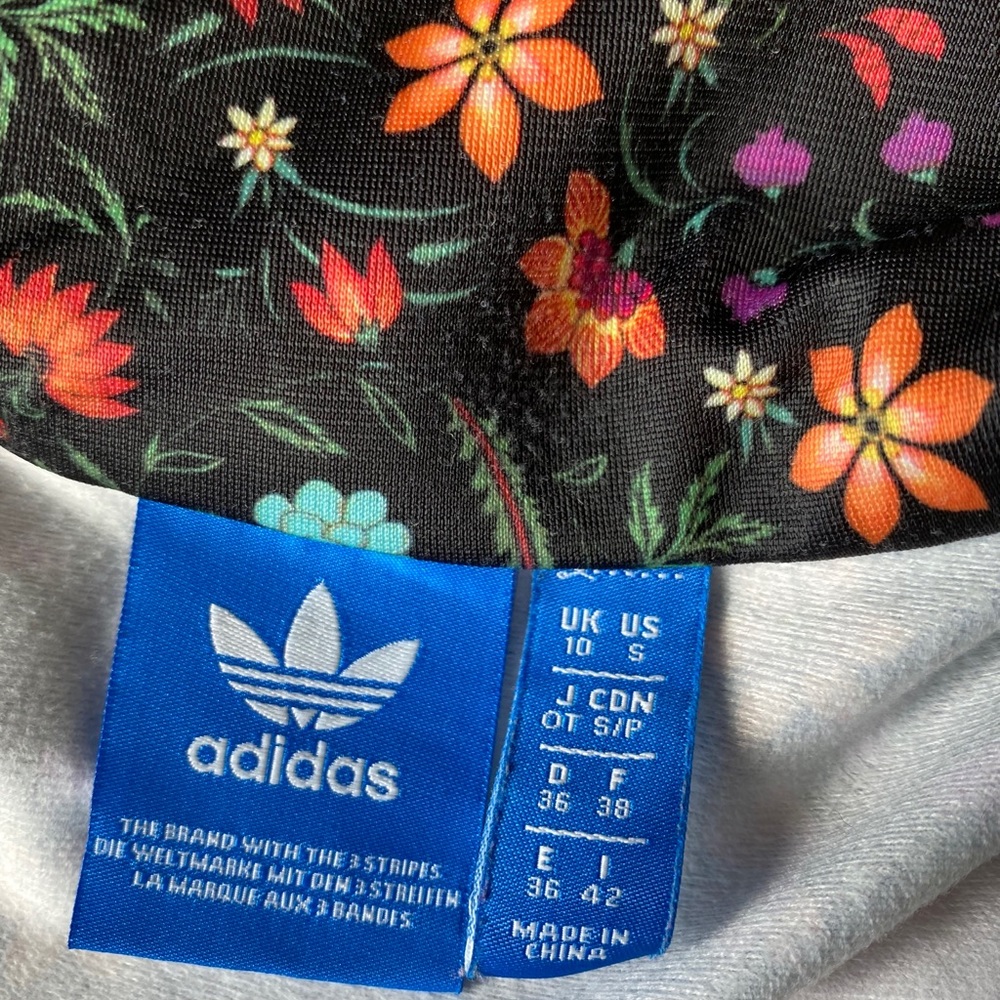 adidas
THE BRAND WITH THE 3 STRIPES.
DIE WELTMARKE MIT DEN 3 STREIFEN
LA MARQUE AUX 3 BANDES.
UK US
10 S
J CDN
OT S/P
D F
36 38
E I
36 42
MADE IN
CHINA